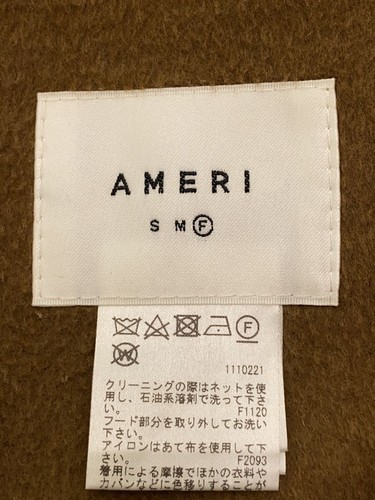 AMERI
S M F
F
W
1110221
クリーニングの際はネットを使
用し、石油系溶剤で洗って下さ
い。 F1120
フード部分を取り外してお洗い
下さい。
アイロンはあて布を使用して下
さい。 F2093
着用による摩擦でほかの衣料や
カバンなどに色移りすることが